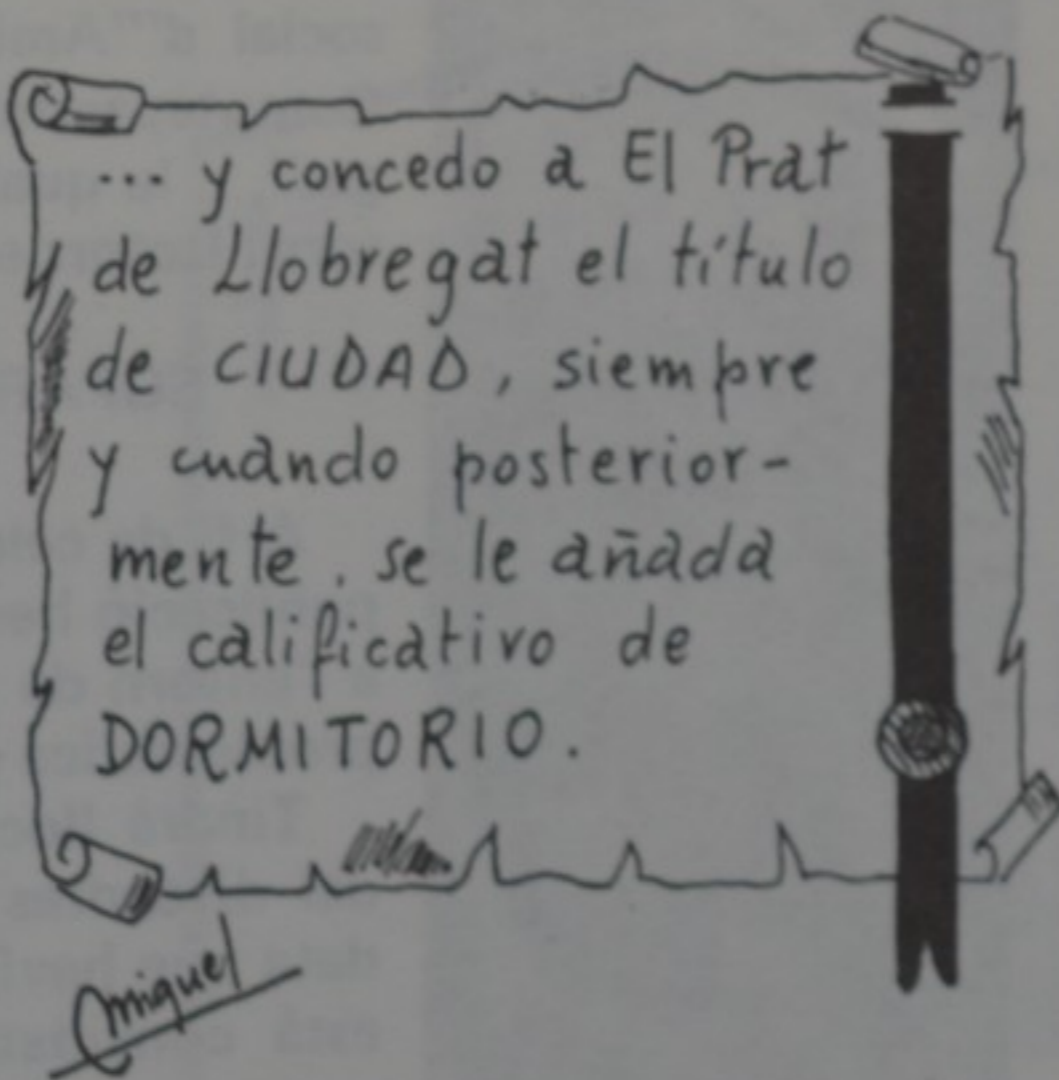 ... y concedo a El Prat
de Llobregat el título
de CIUDAD, siempre
y cuando posterior-
mente, se le añada
el calificativo de
DORMITORIO.
Miquel